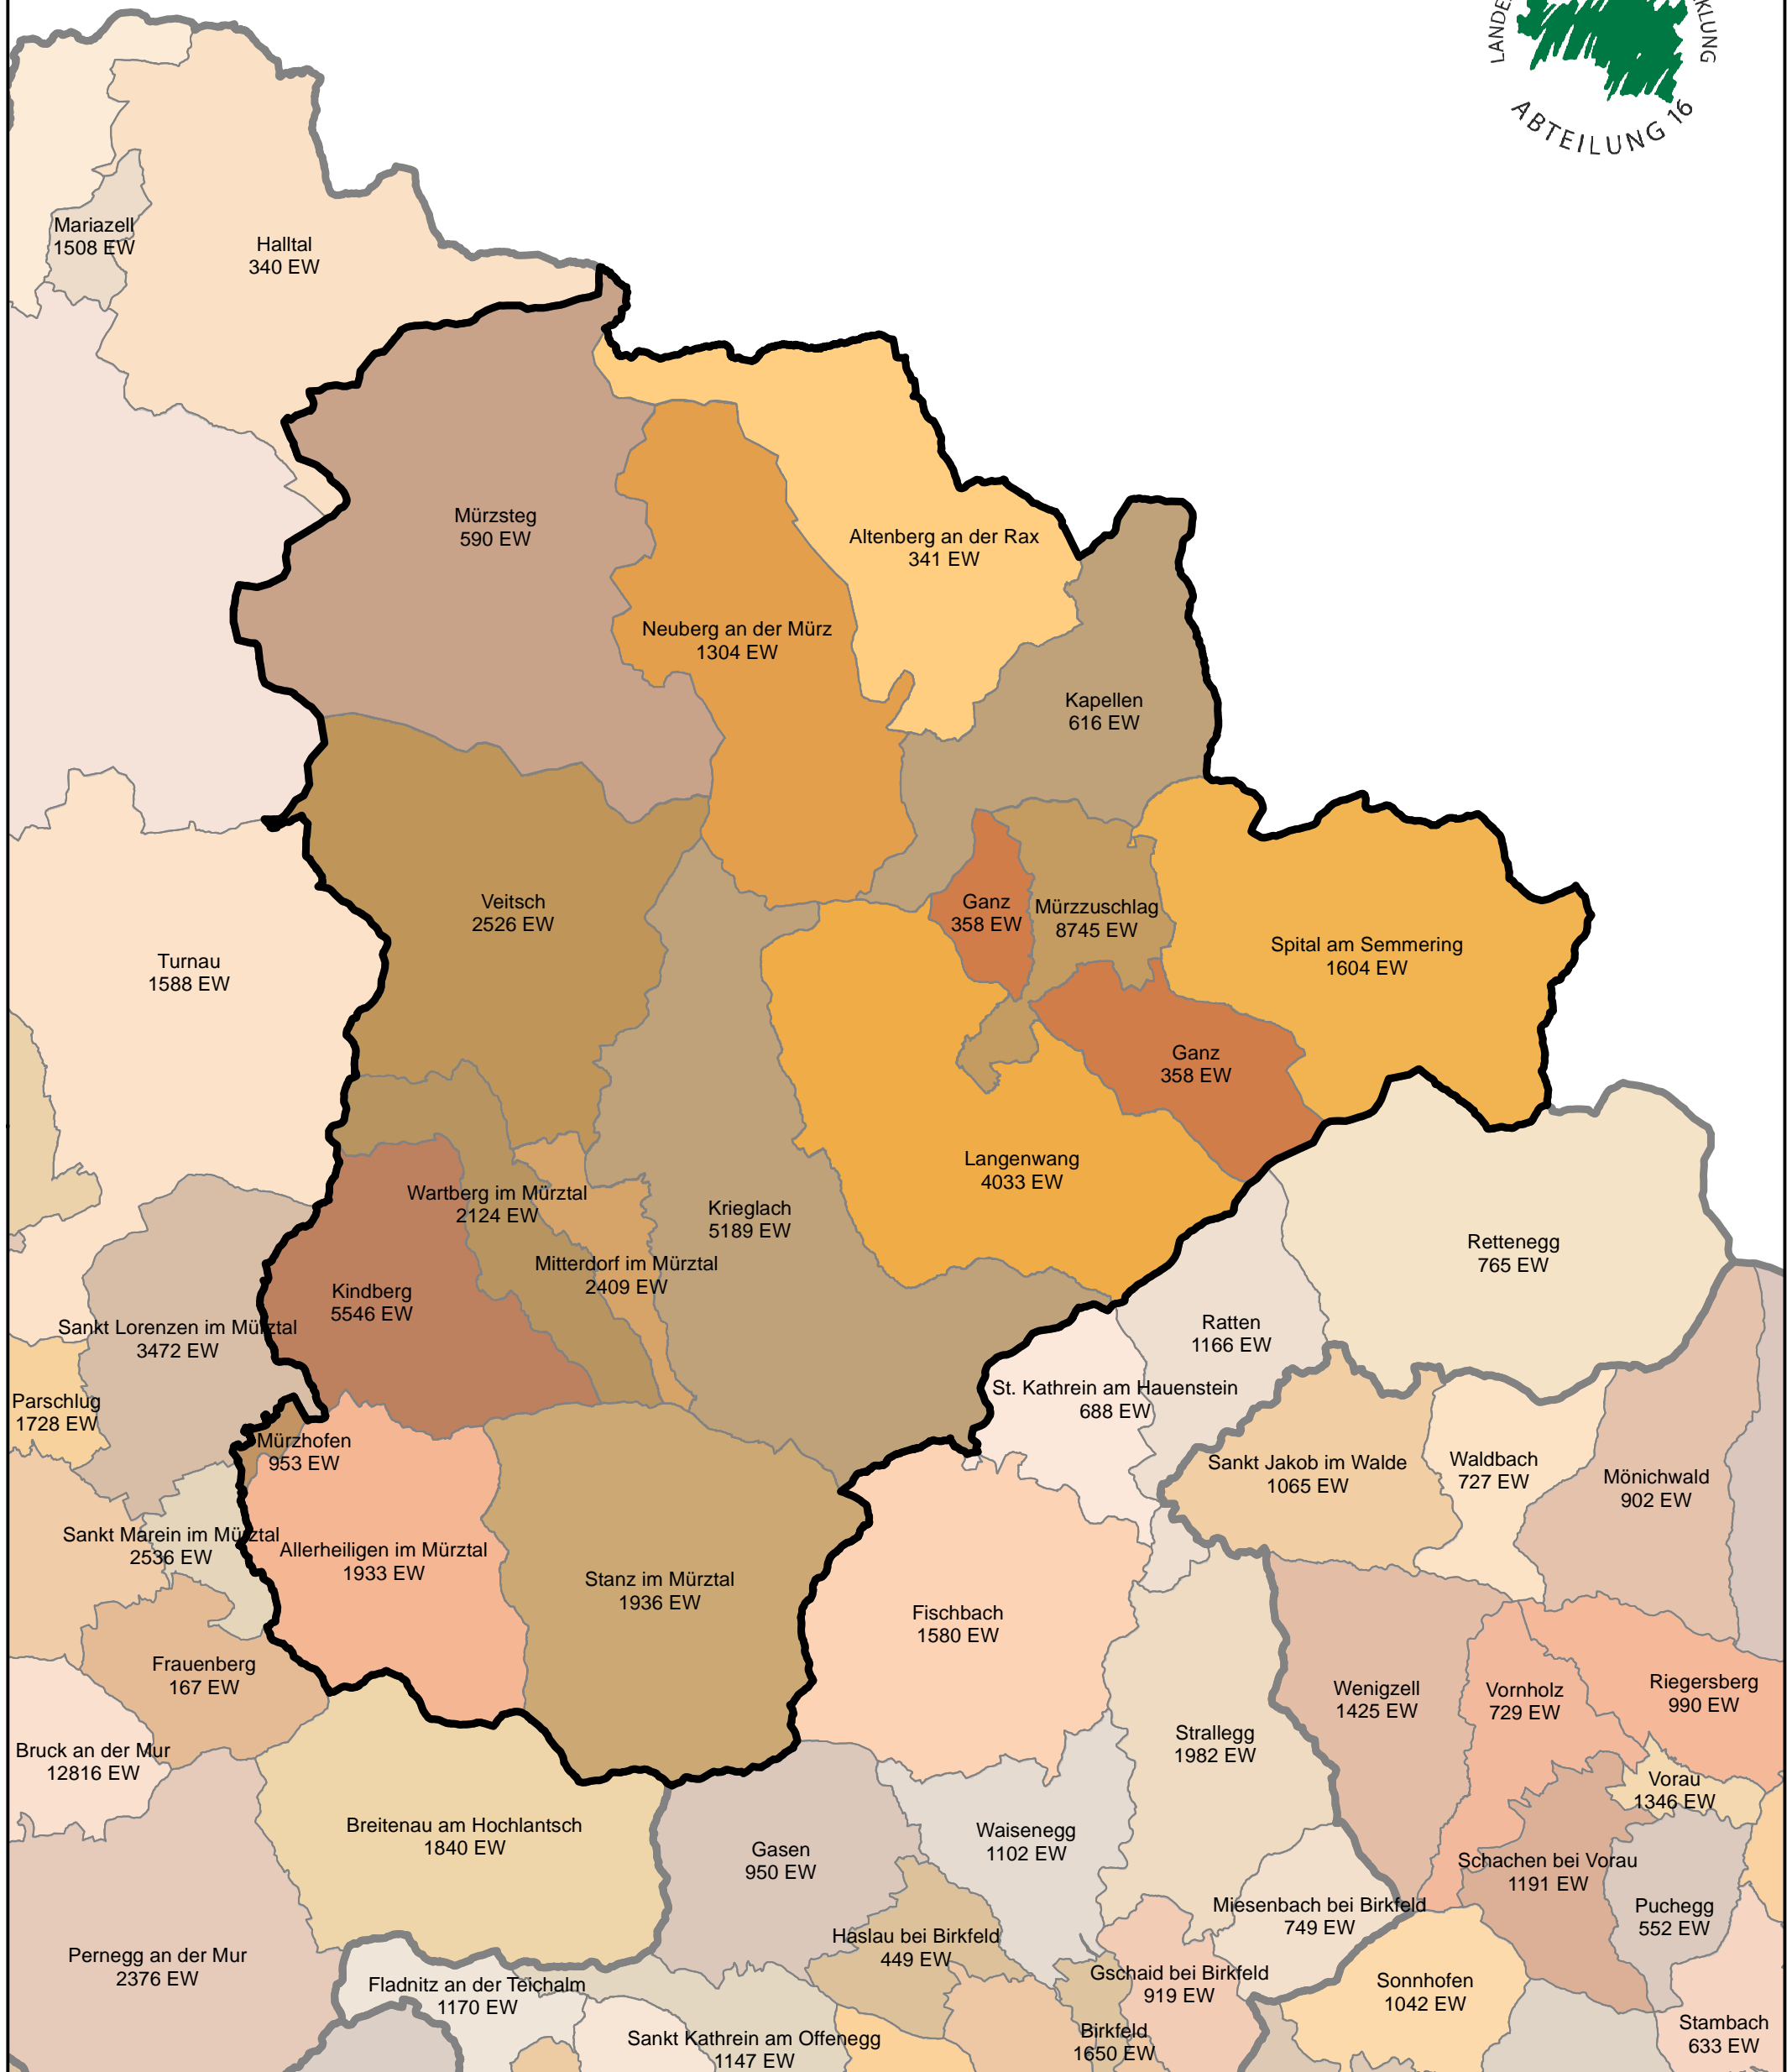 LANDE
KLUNG
ABTEILUNG 16
Mariazell
1508 EW
Halltal
340 EW
Mürzsteg
590 EW
Altenberg an der Rax
341 EW
Neuberg an der Mürz
1304 EW
Kapellen
616 EW
Veitsch
2526 EW
Ganz
358 EW
Mürzzuschlag
8745 EW
Spital am Semmering
1604 EW
Turnau
1588 EW
Ganz
358 EW
Langenwang
4033 EW
Wartberg im Mürztal
2124 EW
Krieglach
5189 EW
Rettenegg
765 EW
Mitterdorf im Mürztal
2409 EW
Kindberg
5546 EW
Sankt Lorenzen im Mürztal
3472 EW
Ratten
1166 EW
St. Kathrein am Hauenstein
688 EW
Parschlug
1728 EW
Mürzhofen
953 EW
Sankt Jakob im Walde
1065 EW
Waldbach
727 EW
Mönichwald
902 EW
Sankt Marein im Mürztal
2536 EW
Allerheiligen im Mürztal
1933 EW
Stanz im Mürztal
1936 EW
Fischbach
1580 EW
Frauenberg
167 EW
Wenigzell
1425 EW
Vornholz
729 EW
Riegersberg
990 EW
Strallegg
1982 EW
Bruck an der Mur
12816 EW
Vorau
1346 EW
Breitenau am Hochlantsch
1840 EW
Waisenegg
1102 EW
Gasen
950 EW
Schachen bei Vorau
1191 EW
Miesenbach bei Birkfeld
749 EW
Puchegg
552 EW
Haslau bei Birkfeld
449 EW
Pernegg an der Mur
2376 EW
Gschaid bei Birkfeld
919 EW
Fladnitz an der Teichalm
1170 EW
Sonnhofen
1042 EW
Stambach
633 EW
Birkfeld
1650 EW
Sankt Kathrein am Offenegg
1147 EW